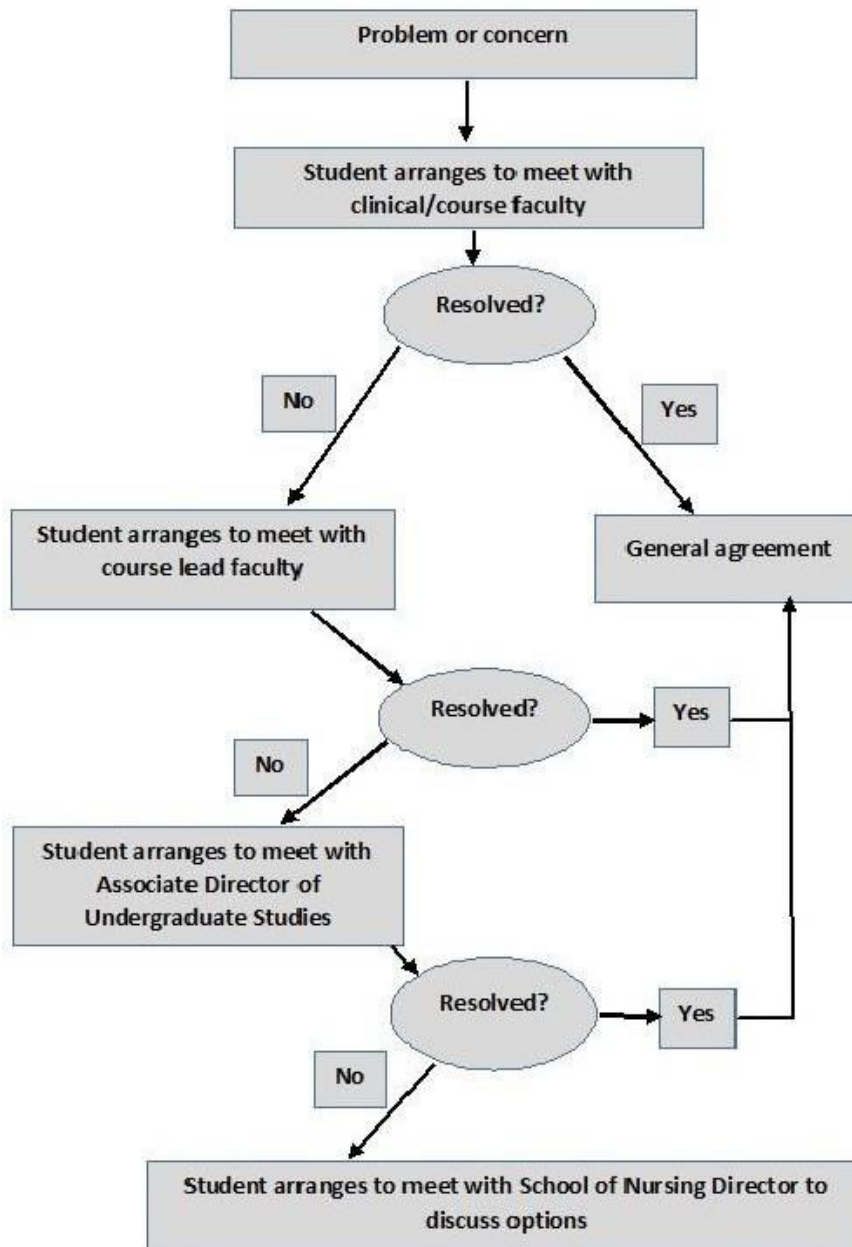 Problem or concern
Student arranges to meet with
clinical/course faculty
Resolved?
No
Yes
Student arranges to meet with
course lead faculty
General agreement
Resolved?
Yes
No
Student arranges to meet with
Associate Director of
Undergraduate Studies
Resolved?
Yes
No
Student arranges to meet with School of Nursing Director to
discuss options